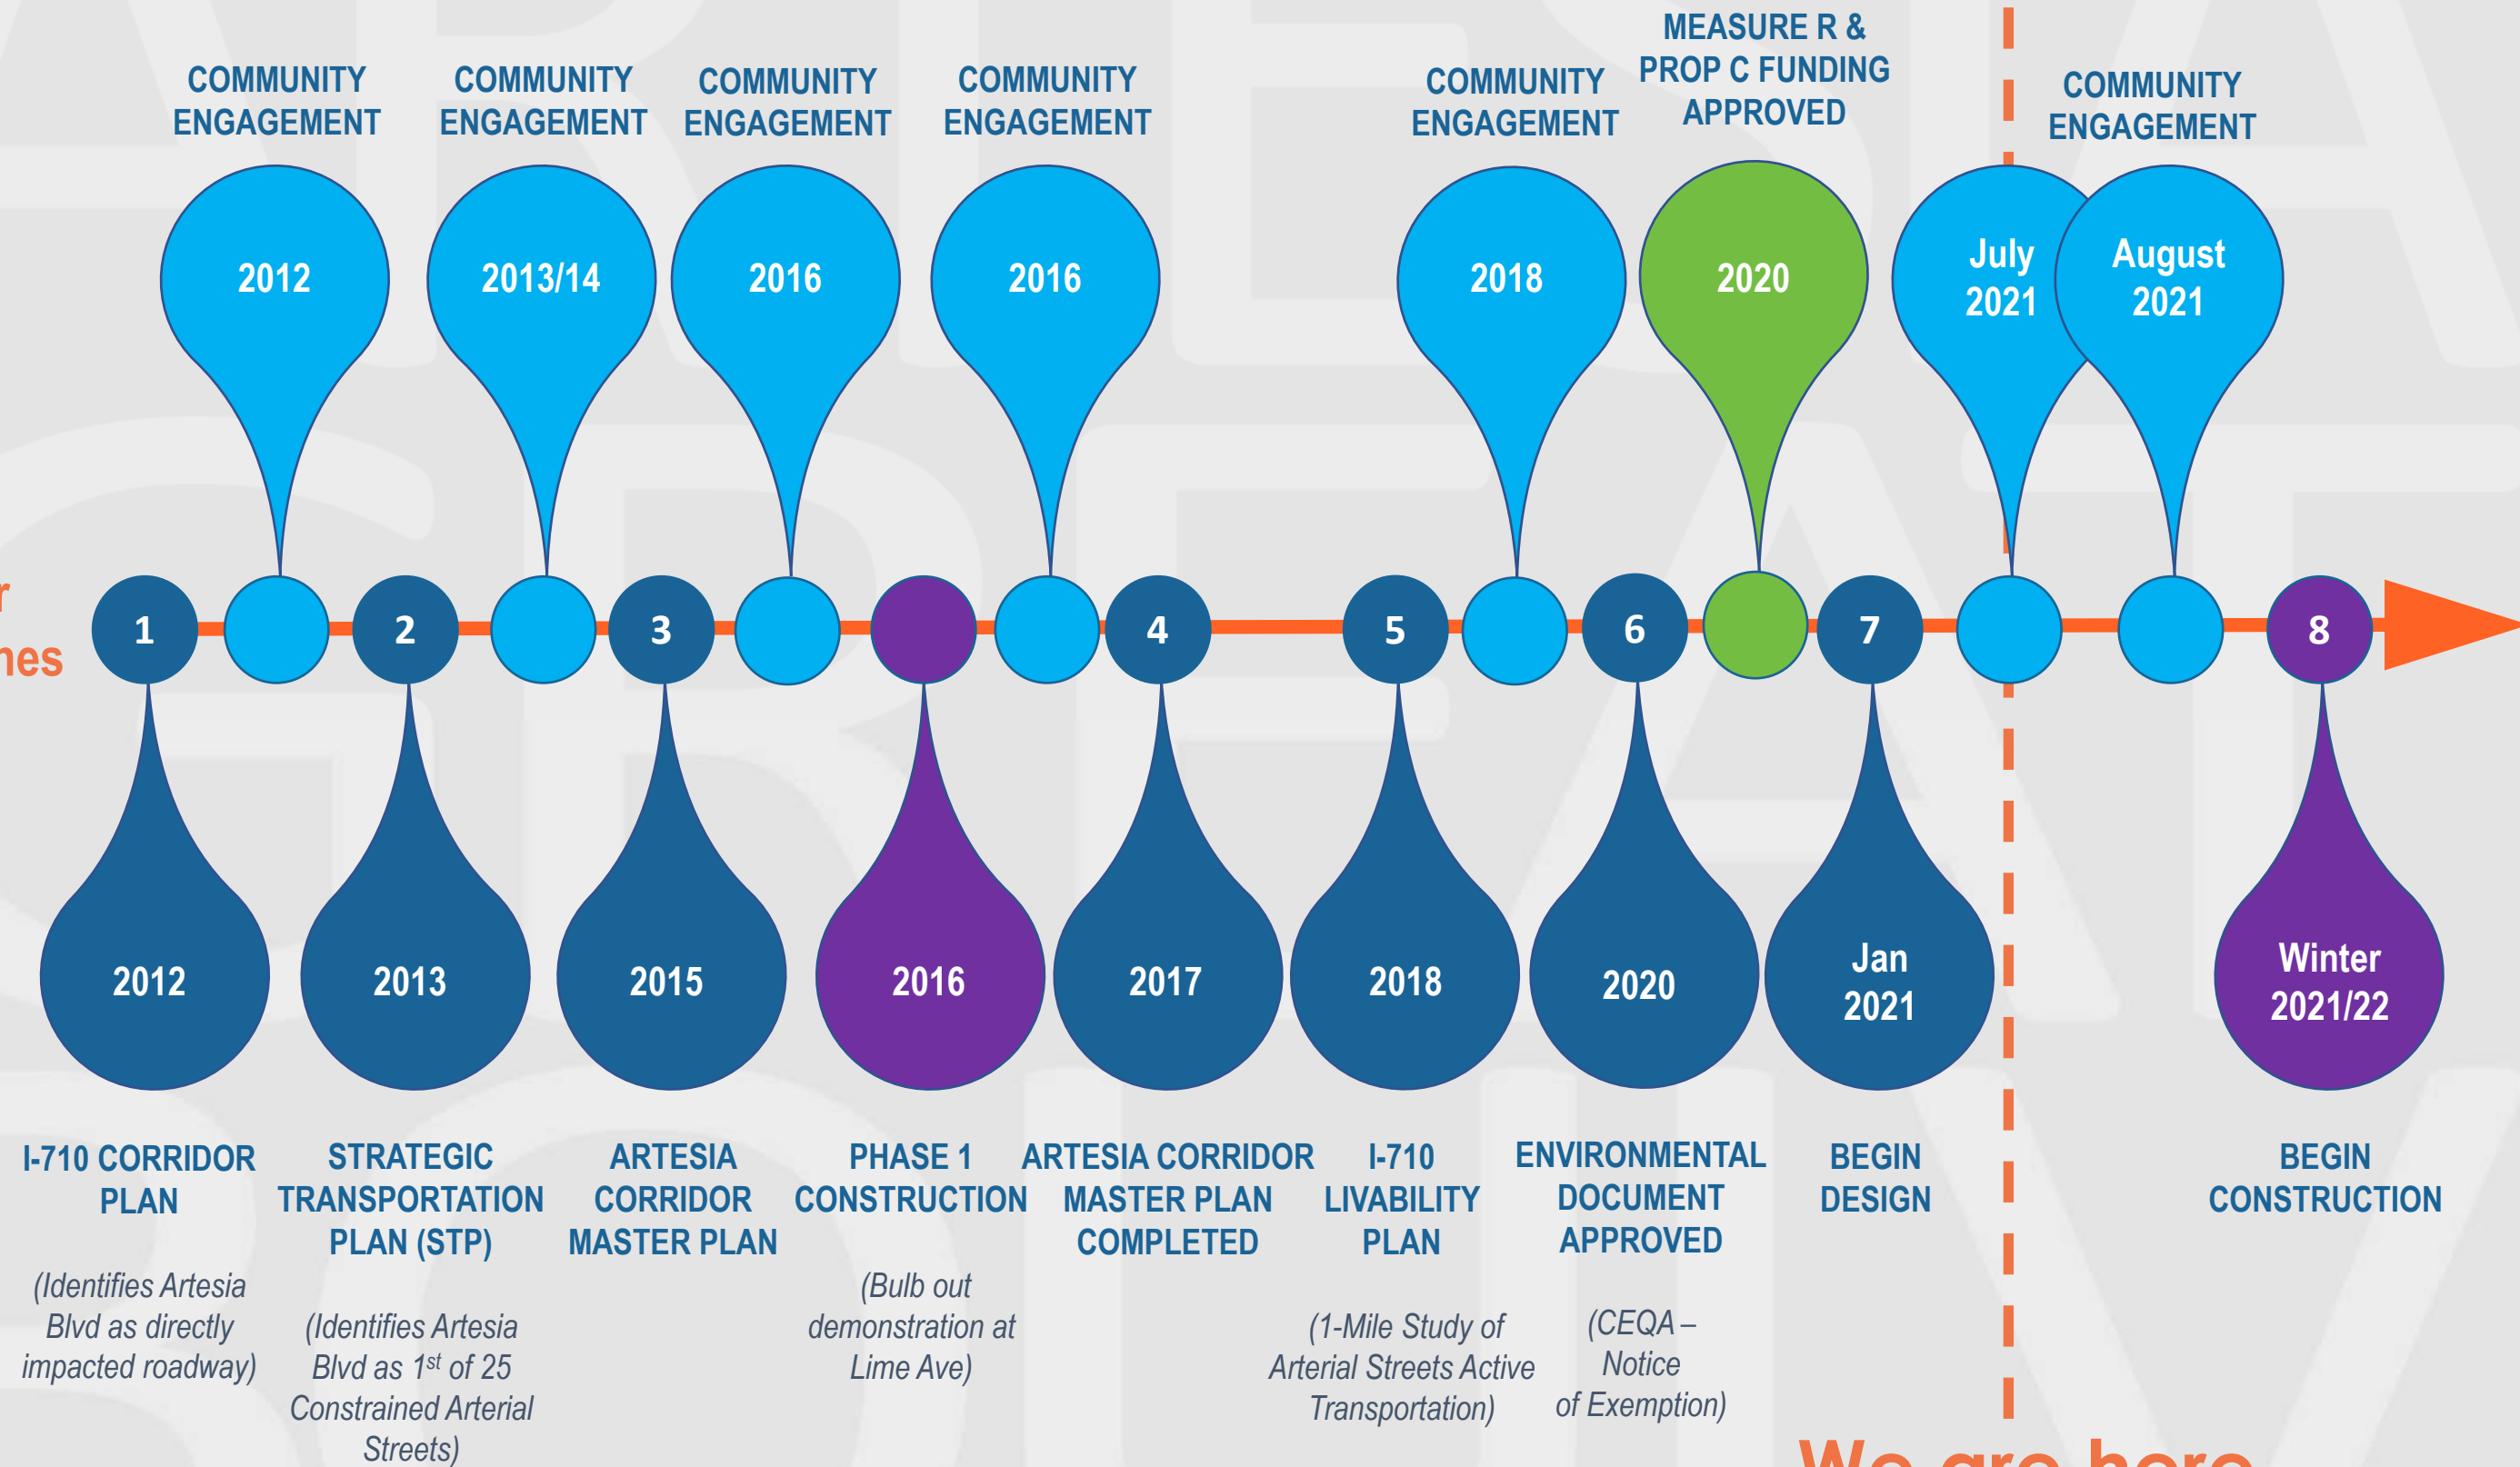 COMMUNITY
ENGAGEMENT
COMMUNITY
ENGAGEMENT
COMMUNITY
ENGAGEMENT
COMMUNITY
ENGAGEMENT
COMMUNITY
ENGAGEMENT
MEASURE R &
PROP C FUNDING
APPROVED
COMMUNITY
ENGAGEMENT
2012
2013/14
2016
2016
2018
2020
July
2021
August
2021
1
2
3
4
5
6
7
8
2012
2013
2015
2016
2017
2018
2020
Jan
2021
Winter
2021/22
I-710 CORRIDOR
PLAN
(Identifies Artesia
Blvd as directly
impacted roadway)
STRATEGIC
TRANSPORTATION
PLAN (STP)
(Identifies Artesia
Blvd as 1st of 25
Constrained Arterial
Streets)
ARTESIA
CORRIDOR
MASTER PLAN
PHASE 1
CONSTRUCTION
(Bulb out
demonstration at
Lime Ave)
ARTESIA CORRIDOR
MASTER PLAN
COMPLETED
I-710
LIVABILITY
PLAN
(1-Mile Study of
Arterial Streets Active
Transportation)
ENVIRONMENTAL
DOCUMENT
APPROVED
(CEQA –
Notice
of Exemption)
BEGIN
DESIGN
BEGIN
CONSTRUCTION
We are here